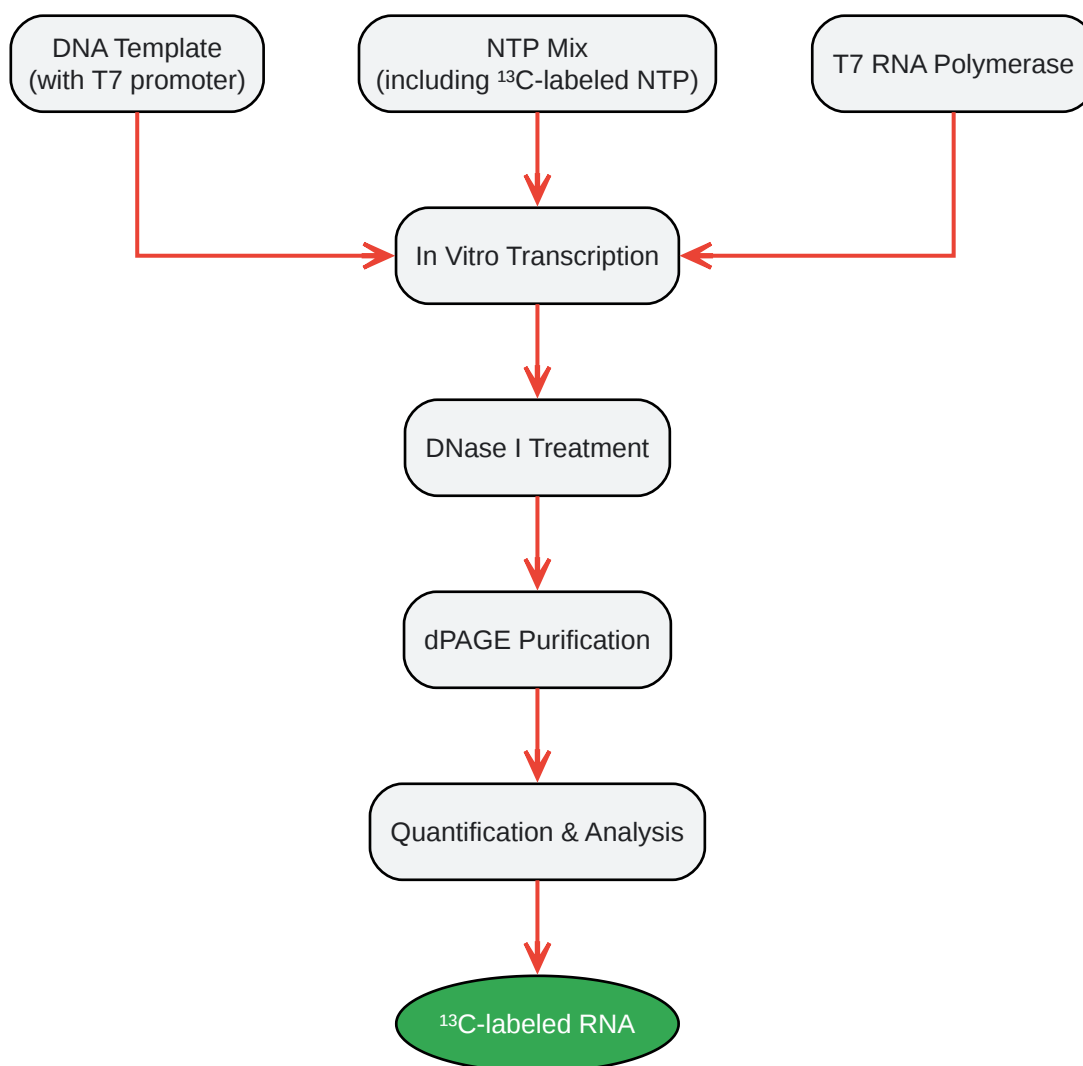 DNA Template
(with T7 promoter)
NTP Mix
(including ¹³C-labeled NTP)
T7 RNA Polymerase
In Vitro Transcription
DNase I Treatment
dPAGE Purification
Quantification & Analysis
¹³C-labeled RNA